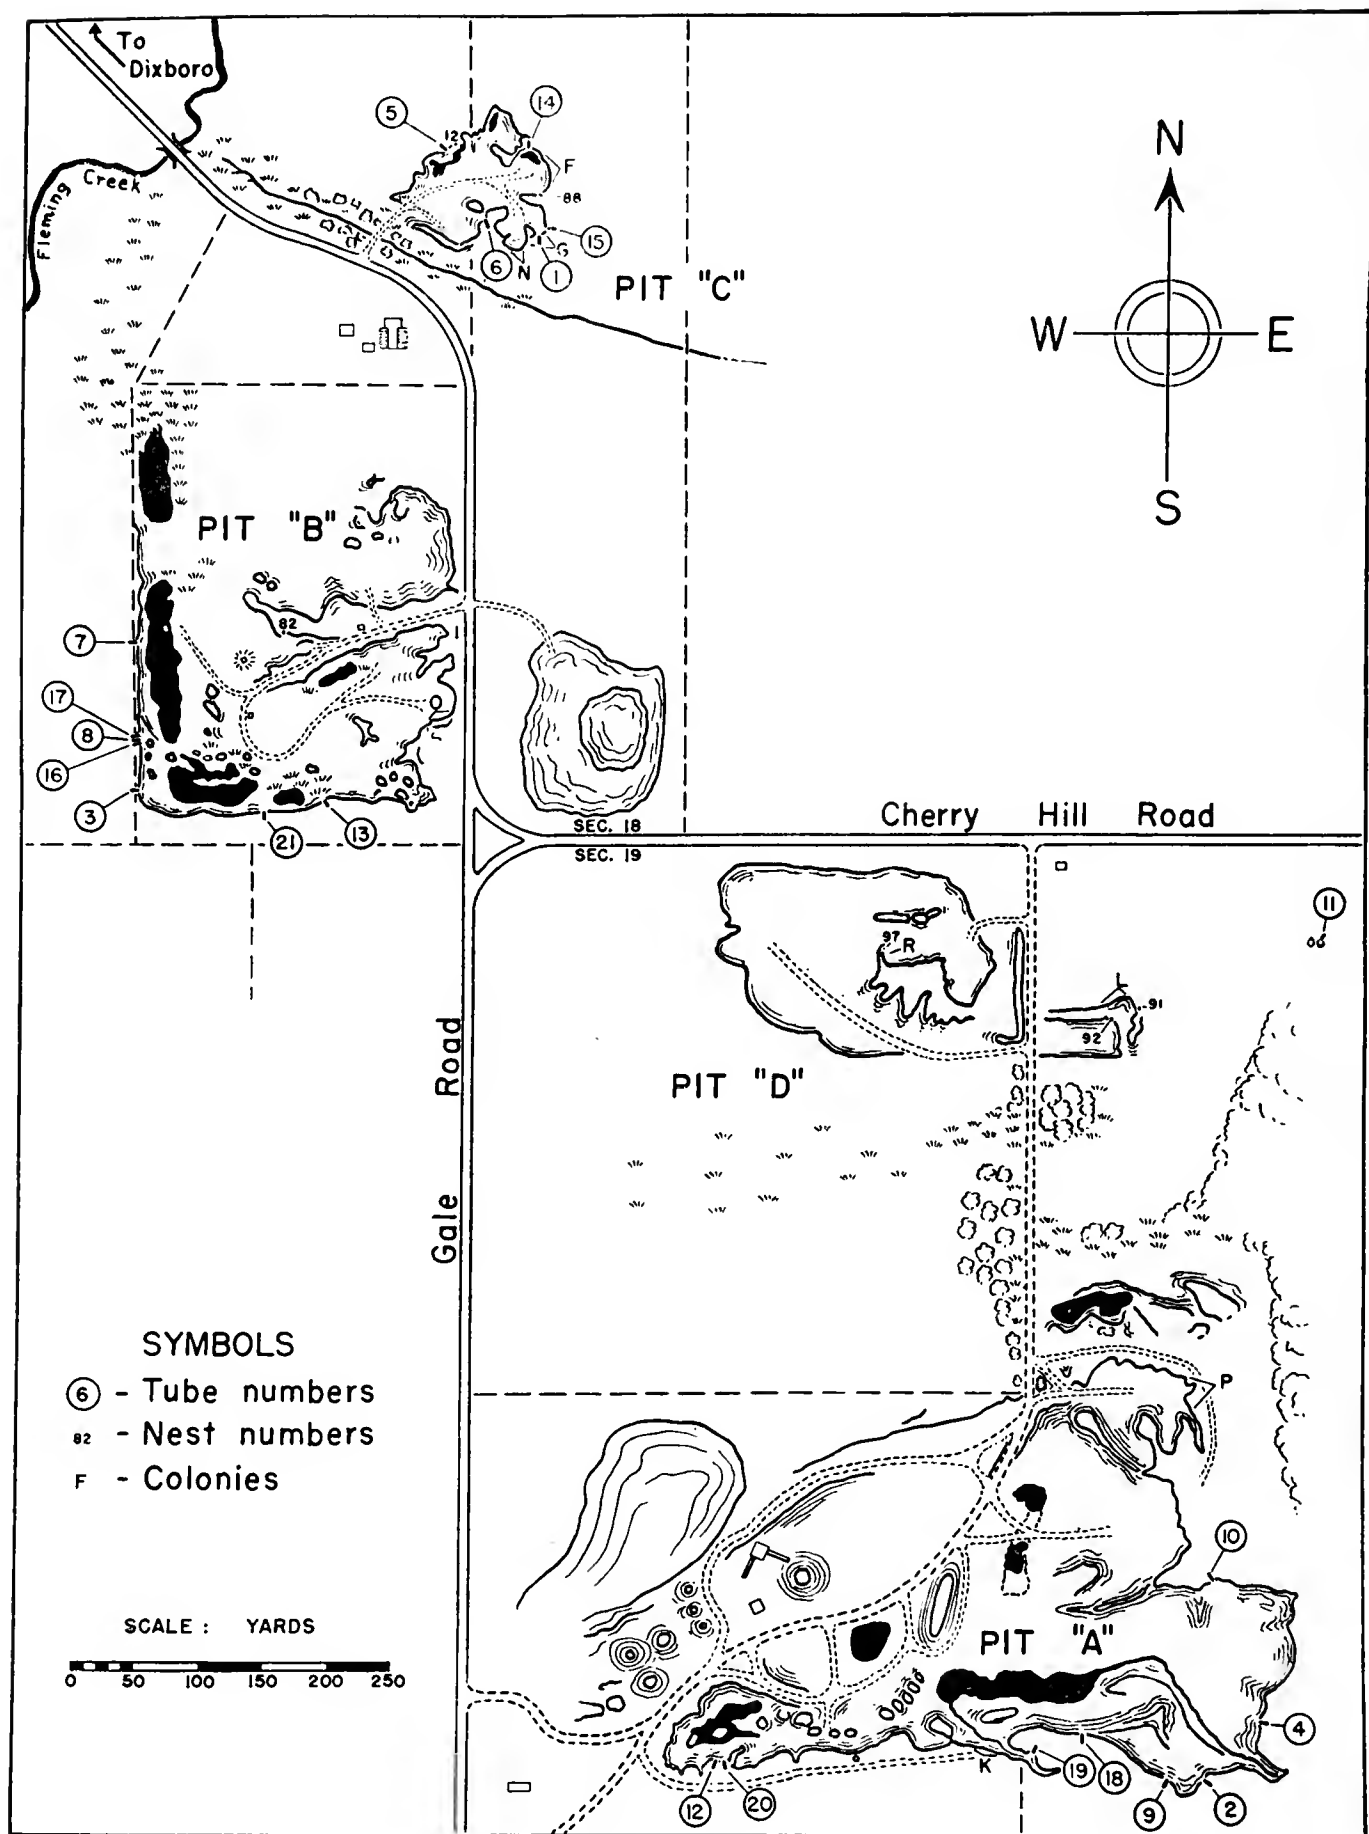 To
Dixboro
Fleming Creek
5
12
14
F
88
15
G
N
6
1
PIT "C"
N
W
E
S
PIT "B"
82
7
17
8
16
3
21
13
SEC. 18
SEC. 19
Cherry Hill Road
11
97
R
L
91
92
PIT "D"
Gale Road
P
SYMBOLS
6 - Tube numbers
82 - Nest numbers
F - Colonies
SCALE : YARDS
0 50 100 150 200 250
10
PIT "A"
4
K
19
18
12
20
9
2